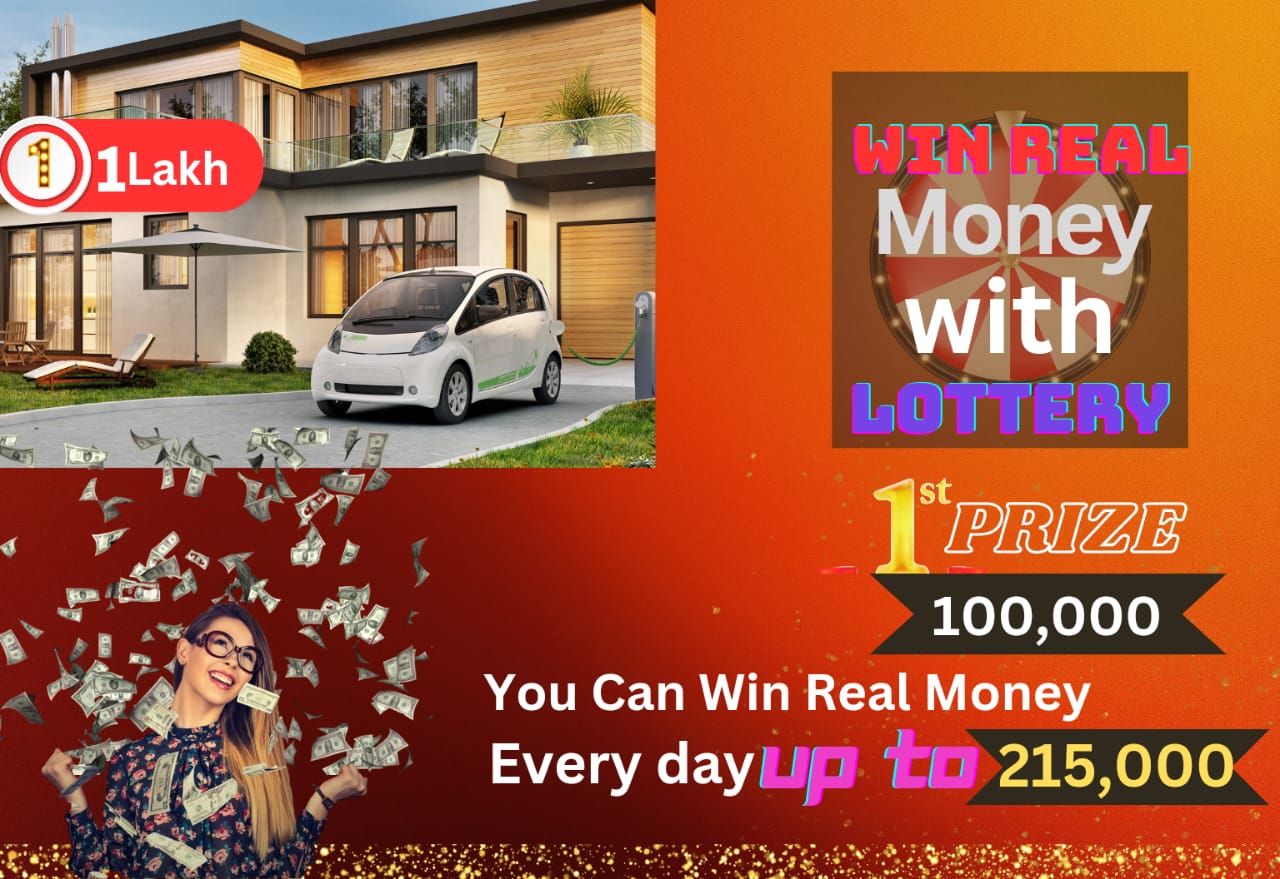 1 1Lakh
WIN REAL
Money
with
LOTTERY
1st PRIZE
100,000
You Can Win Real Money
Every day up to 215,000